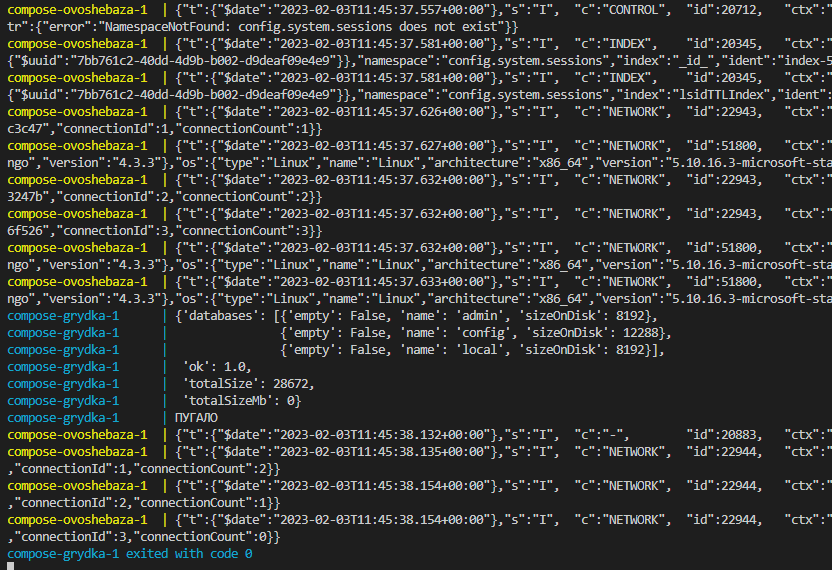 compose-ovoshebaza-1  | {"t":{"$date":"2023-02-03T11:45:37.557+00:00"},"s":"I",  "c":"CONTROL",  "id":20712,   "ctx":"
tr":{"error":"NamespaceNotFound: config.system.sessions does not exist"}}
compose-ovoshebaza-1  | {"t":{"$date":"2023-02-03T11:45:37.581+00:00"},"s":"I",  "c":"INDEX",    "id":20345,   "ctx":"
{"$uuid":"7bb761c2-40dd-4d9b-b002-d9deaf09e4e9"}},"namespace":"config.system.sessions","index":"_id_","ident":"index-5
compose-ovoshebaza-1  | {"t":{"$date":"2023-02-03T11:45:37.581+00:00"},"s":"I",  "c":"INDEX",    "id":20345,   "ctx":"
{"$uuid":"7bb761c2-40dd-4d9b-b002-d9deaf09e4e9"}},"namespace":"config.system.sessions","index":"lsidTTLIndex","ident":
compose-ovoshebaza-1  | {"t":{"$date":"2023-02-03T11:45:37.626+00:00"},"s":"I",  "c":"NETWORK",  "id":22943,   "ctx":"
c3c47","connectionId":1,"connectionCount":1}}
compose-ovoshebaza-1  | {"t":{"$date":"2023-02-03T11:45:37.627+00:00"},"s":"I",  "c":"NETWORK",  "id":51800,   "ctx":"
ngo","version":"4.3.3"},"os":{"type":"Linux","name":"Linux","architecture":"x86_64","version":"5.10.16.3-microsoft-sta
compose-ovoshebaza-1  | {"t":{"$date":"2023-02-03T11:45:37.632+00:00"},"s":"I",  "c":"NETWORK",  "id":22943,   "ctx":"
3247b","connectionId":2,"connectionCount":2}}
compose-ovoshebaza-1  | {"t":{"$date":"2023-02-03T11:45:37.632+00:00"},"s":"I",  "c":"NETWORK",  "id":22943,   "ctx":"
6f526","connectionId":3,"connectionCount":3}}
compose-ovoshebaza-1  | {"t":{"$date":"2023-02-03T11:45:37.632+00:00"},"s":"I",  "c":"NETWORK",  "id":51800,   "ctx":"
ngo","version":"4.3.3"},"os":{"type":"Linux","name":"Linux","architecture":"x86_64","version":"5.10.16.3-microsoft-sta
compose-ovoshebaza-1  | {"t":{"$date":"2023-02-03T11:45:37.633+00:00"},"s":"I",  "c":"NETWORK",  "id":51800,   "ctx":"
ngo","version":"4.3.3"},"os":{"type":"Linux","name":"Linux","architecture":"x86_64","version":"5.10.16.3-microsoft-sta
compose-grydka-1      | {'databases': [{'empty': False, 'name': 'admin', 'sizeOnDisk': 8192},
compose-grydka-1      |                {'empty': False, 'name': 'config', 'sizeOnDisk': 12288},
compose-grydka-1      |                {'empty': False, 'name': 'local', 'sizeOnDisk': 8192}],
compose-grydka-1      |  'ok': 1.0,
compose-grydka-1      |  'totalSize': 28672,
compose-grydka-1      |  'totalSizeMb': 0}
compose-grydka-1      | ПУГАЛО
compose-ovoshebaza-1  | {"t":{"$date":"2023-02-03T11:45:38.132+00:00"},"s":"I",  "c":"-",        "id":20883,   "ctx":"
compose-ovoshebaza-1  | {"t":{"$date":"2023-02-03T11:45:38.135+00:00"},"s":"I",  "c":"NETWORK",  "id":22944,   "ctx":"
,"connectionId":1,"connectionCount":2}}
compose-ovoshebaza-1  | {"t":{"$date":"2023-02-03T11:45:38.154+00:00"},"s":"I",  "c":"NETWORK",  "id":22944,   "ctx":"
,"connectionId":2,"connectionCount":1}}
compose-ovoshebaza-1  | {"t":{"$date":"2023-02-03T11:45:38.154+00:00"},"s":"I",  "c":"NETWORK",  "id":22944,   "ctx":"
,"connectionId":3,"connectionCount":0}}
compose-grydka-1 exited with code 0